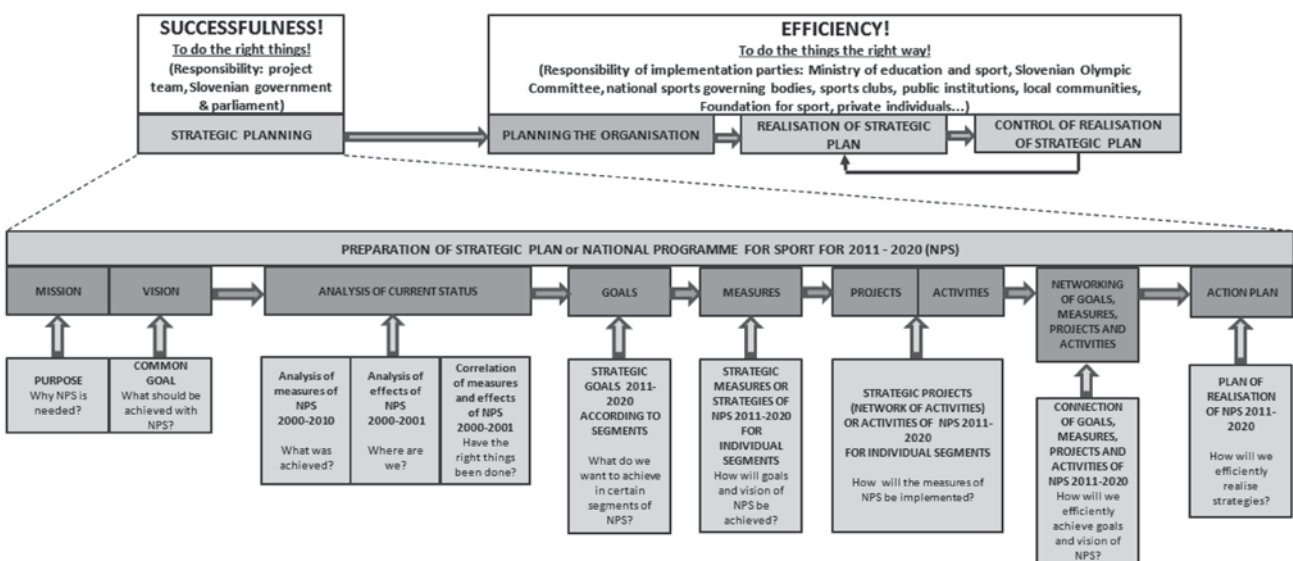 SUCCESSFULNESS!
To do the right things!
(Responsibility: project
team, Slovenian government
& parliament)
STRATEGIC PLANNING
EFFICIENCY!
To do the things the right way!
(Responsibility of implementation parties: Ministry of education and sport, Slovenian Olympic
Committee, national sports governing bodies, sports clubs, public institutions, local communities,
Foundation for sport, private individuals...)
PLANNING THE ORGANISATION
REALISATION OF STRATEGIC
PLAN
CONTROL OF REALISATION
OF STRATEGIC PLAN
PREPARATION OF STRATEGIC PLAN or NATIONAL PROGRAMME FOR SPORT FOR 2011 - 2020 (NPS)
MISSION
VISION
ANALYSIS OF CURRENT STATUS
GOALS
MEASURES
PROJECTS
ACTIVITIES
NETWORKING
OF GOALS,
MEASURES,
PROJECTS AND
ACTIVITIES
ACTION PLAN
PURPOSE
Why NPS is
needed?
COMMON
GOAL
What should be
achieved with
NPS?
Analysis of
measures of
NPS
2000-2010
What was
achieved?
Analysis of
effects of
NPS
2000-2001
Where are
we?
Correlation
of measures
and effects
of NPS
2000-2001
Have the
right things
been done?
STRATEGIC
GOALS 2011-
2020
ACCORDING TO
SEGMENTS
What do we
want to achieve
in certain
segments of
NPS?
STRATEGIC
MEASURES OR
STRATEGIES OF
NPS 2011-2020
FOR
INDIVIDUAL
SEGMENTS
How will goals
and vision of
NPS be
achieved?
STRATEGIC PROJECTS
(NETWORK OF ACTIVITIES)
OR ACTIVITIES OF NPS 2011-
2020
FOR INDIVIDUAL SEGMENTS
How will the measures of
NPS be implemented?
CONNECTION
OF GOALS,
MEASURES,
PROJECTS AND
ACTIVITIES OF
NPS 2011-2020
How will we
efficiently
achieve goals
and vision of
NPS?
PLAN OF
REALISATION
OF NPS 2011-
2020
How will we
efficiently
realise
strategies?